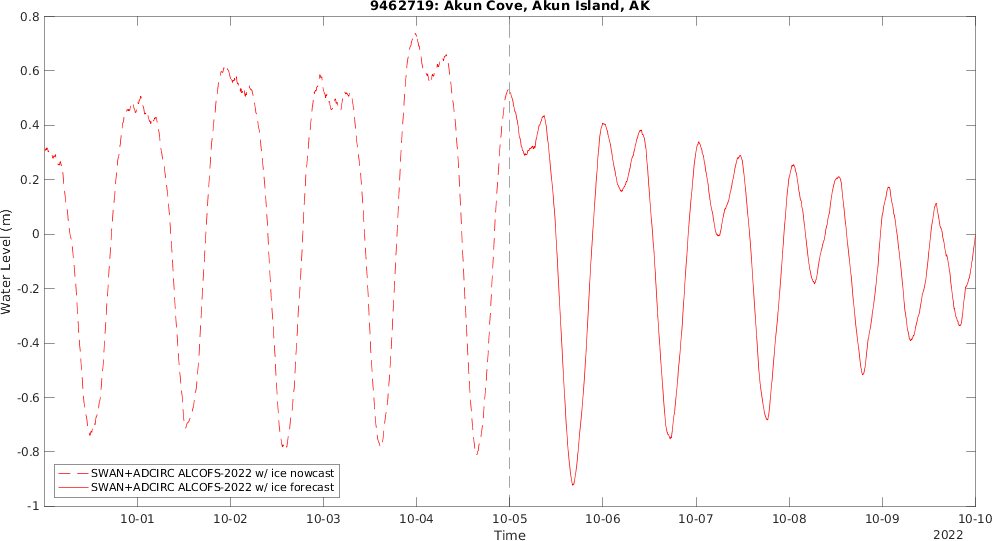 9462719: Akun Cove, Akun Island, AK
0.8
0.6
0.4
0.2
0
-0.2
-0.4
-0.6
-0.8
-1
Water Level (m)
SWAN+ADCIRC ALCOFS-2022 w/ ice nowcast
SWAN+ADCIRC ALCOFS-2022 w/ ice forecast
10-01 10-02 10-03 10-04 10-05 10-06 10-07 10-08 10-09 10-10
Time
2022